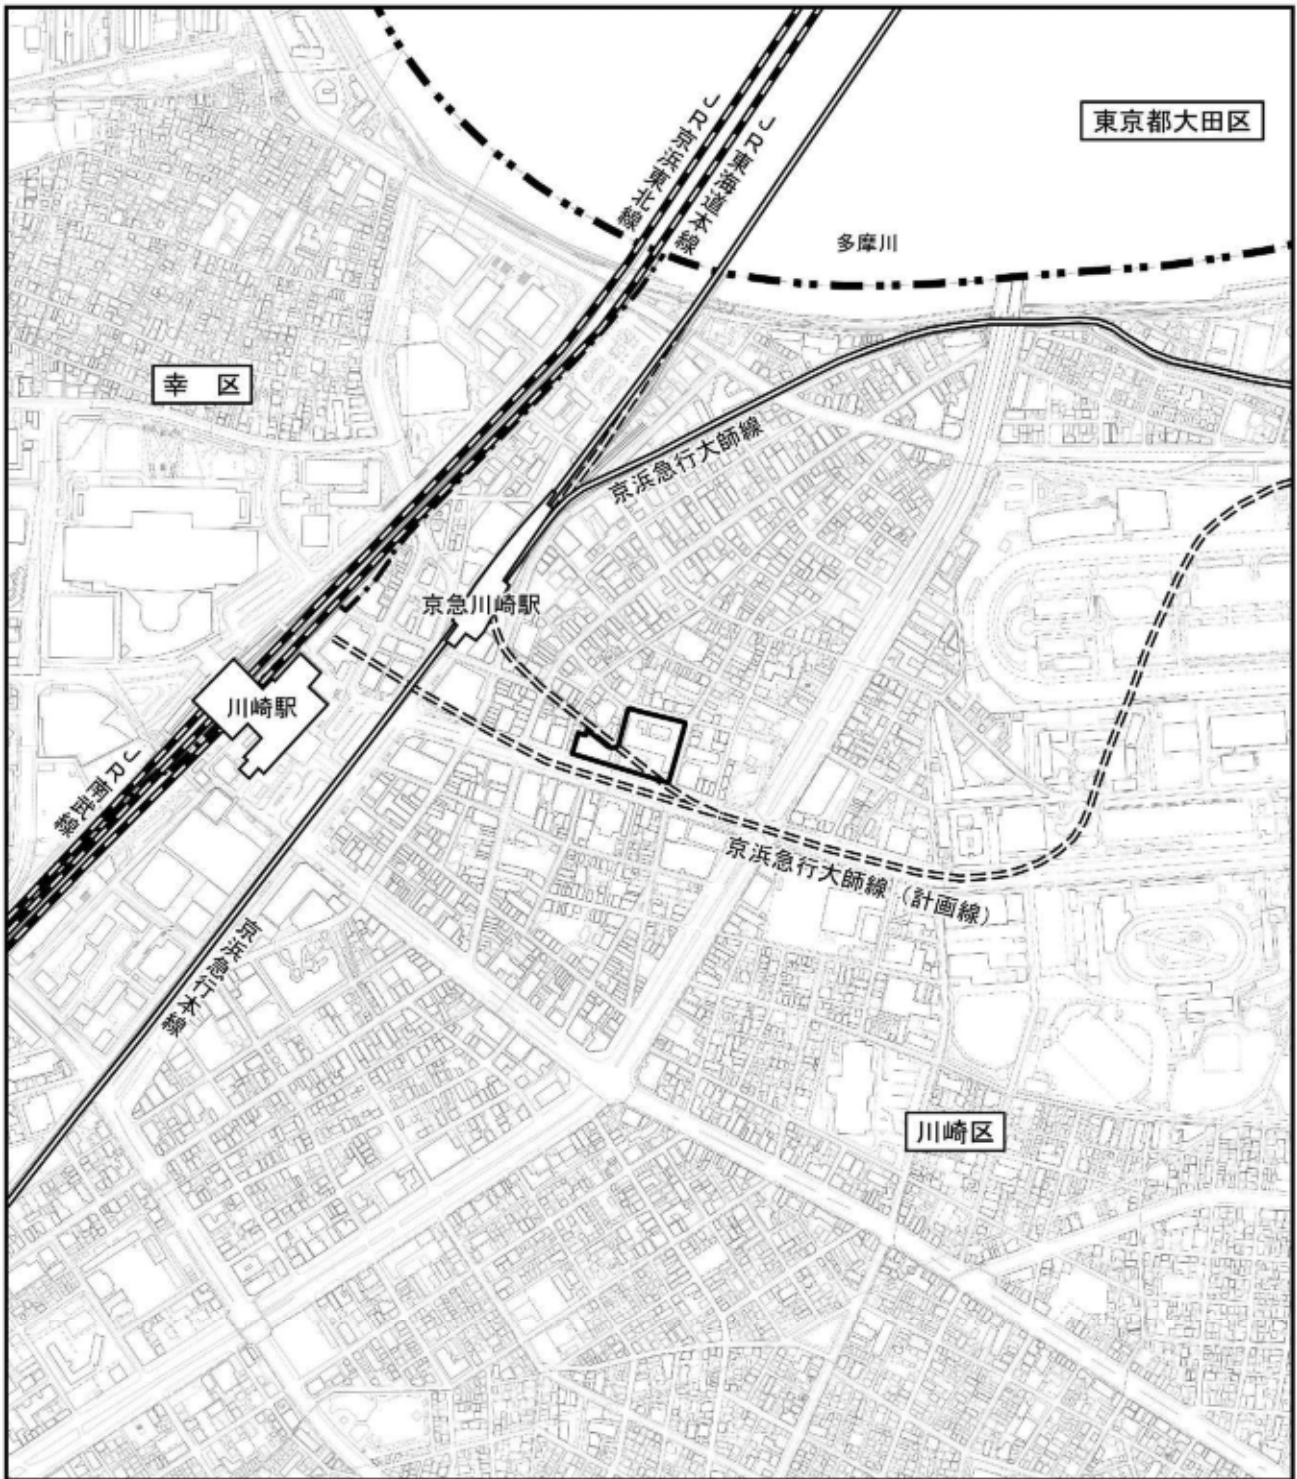 東京都大田区
JR京浜東北線
JR東海道本線
多摩川
幸 区
京浜急行大師線
京急川崎駅
川崎駅
JR南武線
京浜急行大師線(計画線)
京浜急行本線
川崎区